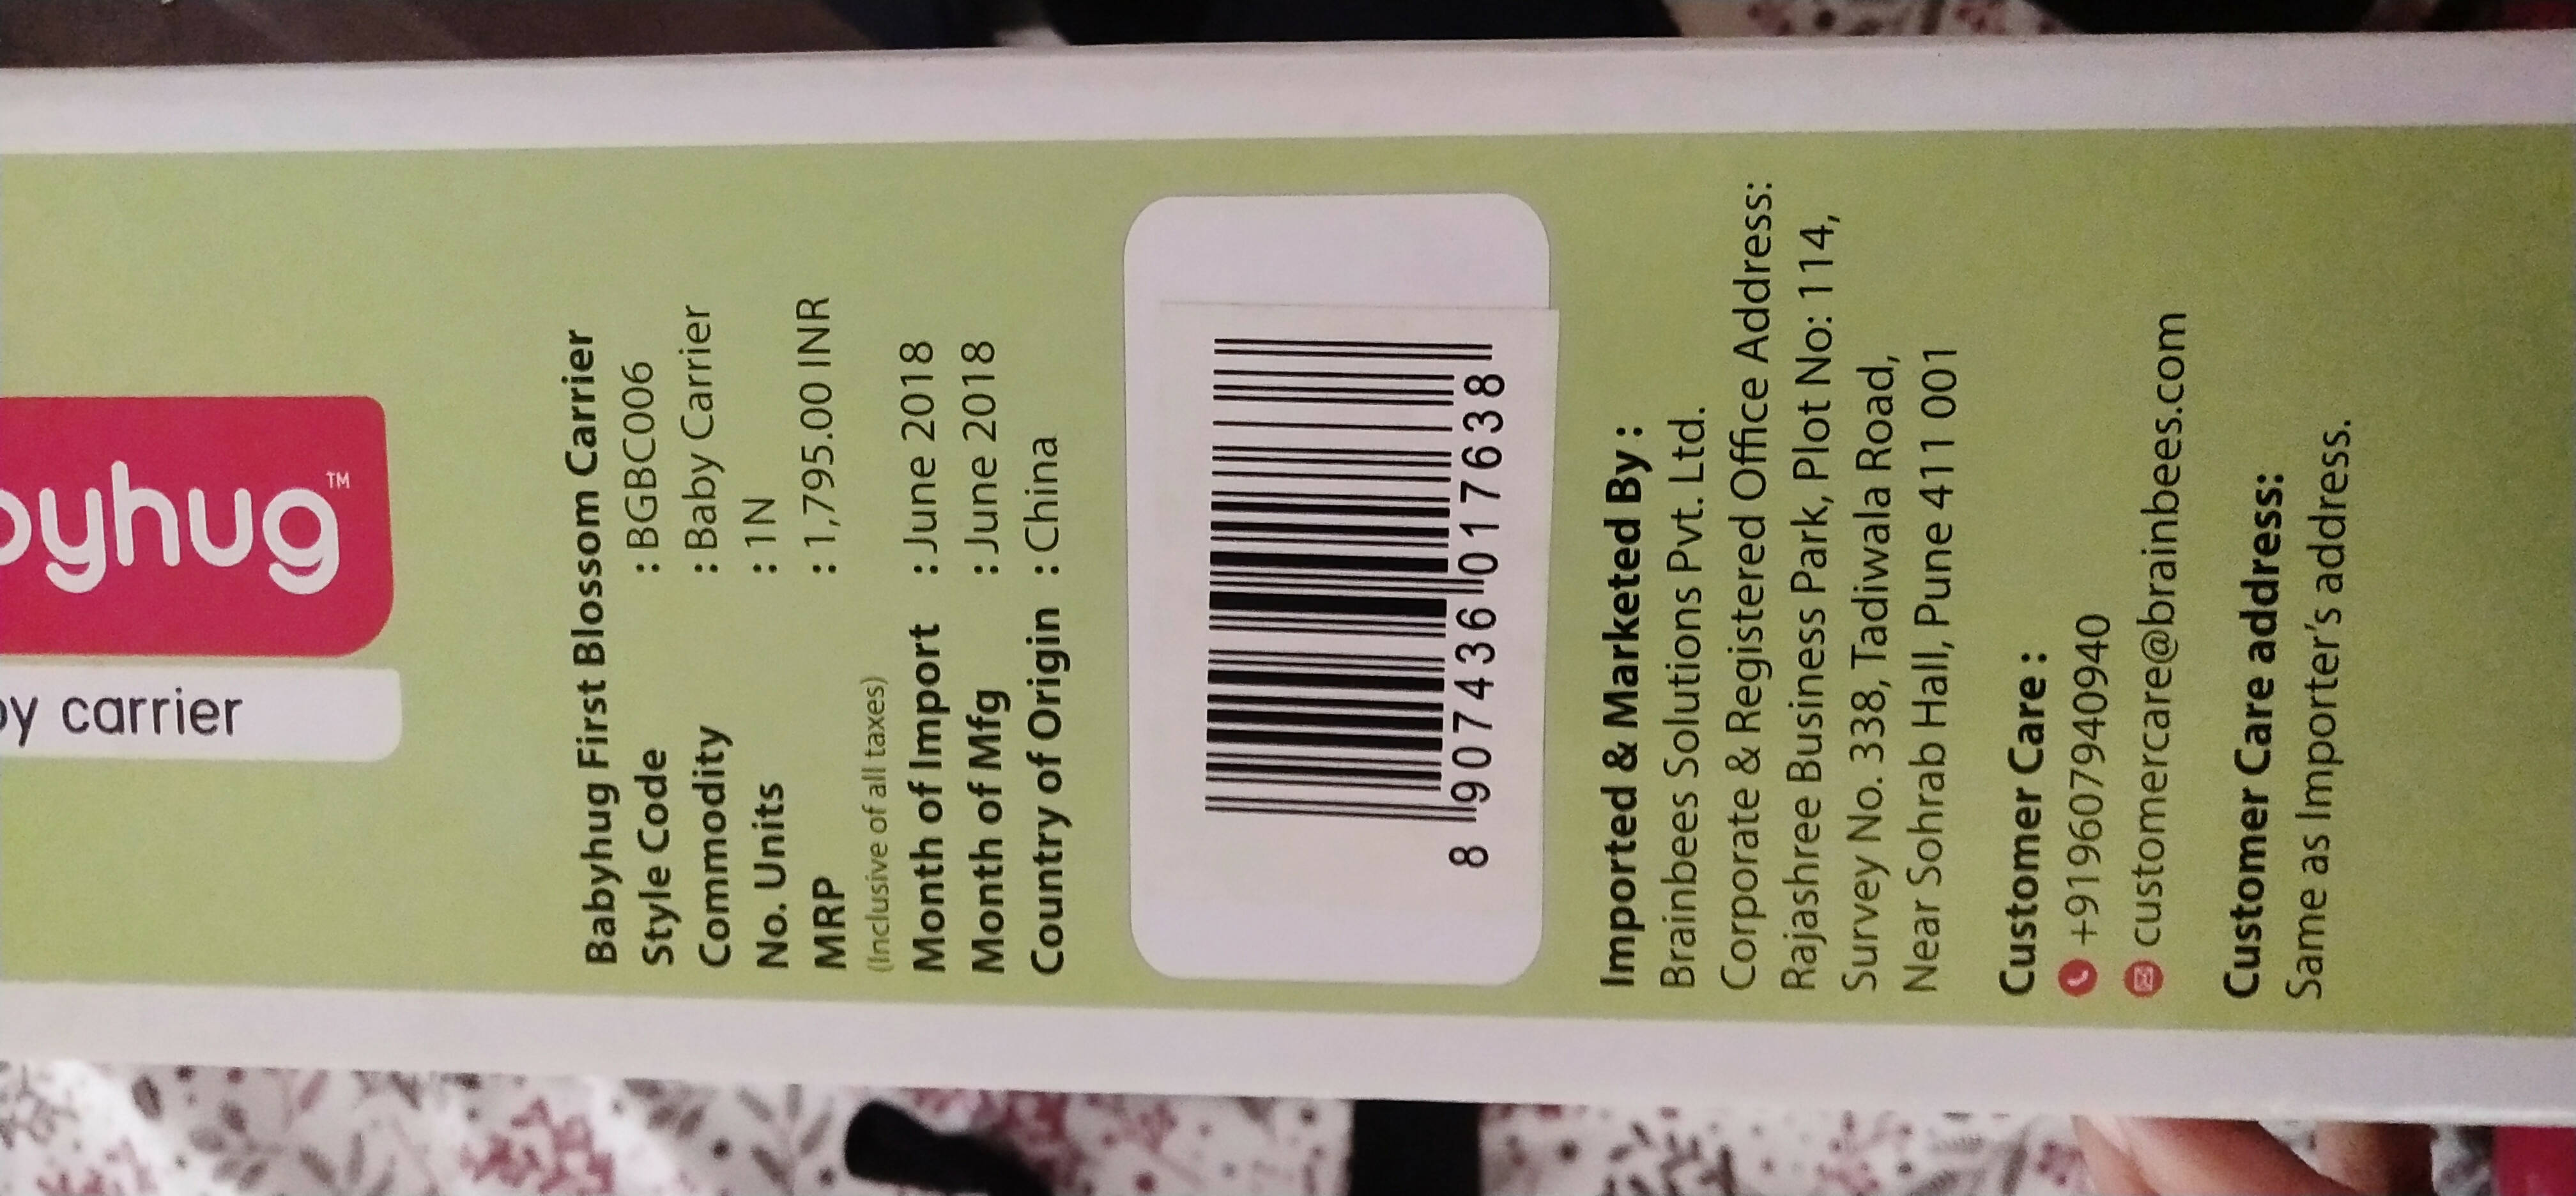 byhug™
by carrier
Babyhug First Blossom Carrier
Style Code : BGBC006
Commodity : Baby Carrier
No. Units : 1N
MRP : 1,795.00 INR
(Inclusive of all taxes)
Month of Import : June 2018
Month of Mfg : June 2018
Country of Origin : China
8 907436 017638
Imported & Marketed By :
Brainbees Solutions Pvt. Ltd.
Corporate & Registered Office Address:
Rajashree Business Park, Plot No: 114,
Survey No. 338, Tadiwala Road,
Near Sohrab Hall, Pune 411 001
Customer Care :
+919607940940
customercare@brainbees.com
Customer Care address:
Same as Importer's address.